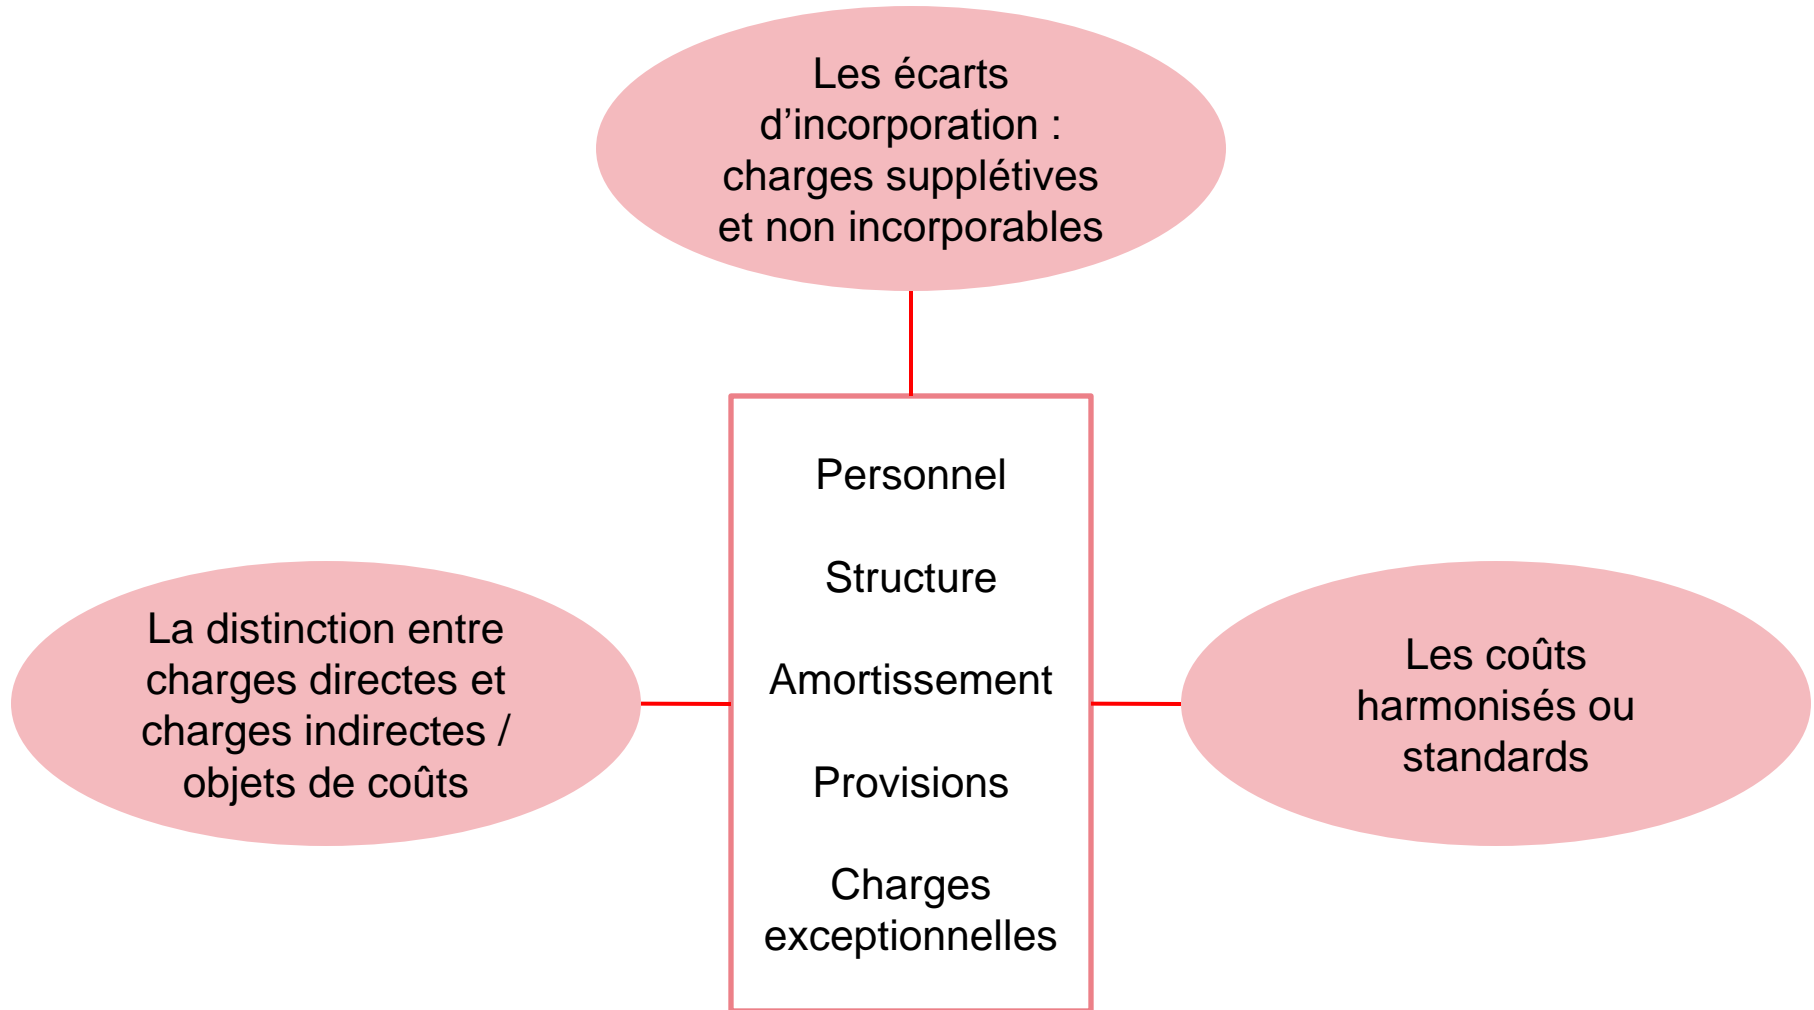 Les écarts
d’incorporation :
charges supplétives
et non incorporables
Personnel
Structure
Amortissement
Provisions
Charges
exceptionnelles
La distinction entre
charges directes et
charges indirectes /
objets de coûts
Les coûts
harmonisés ou
standards